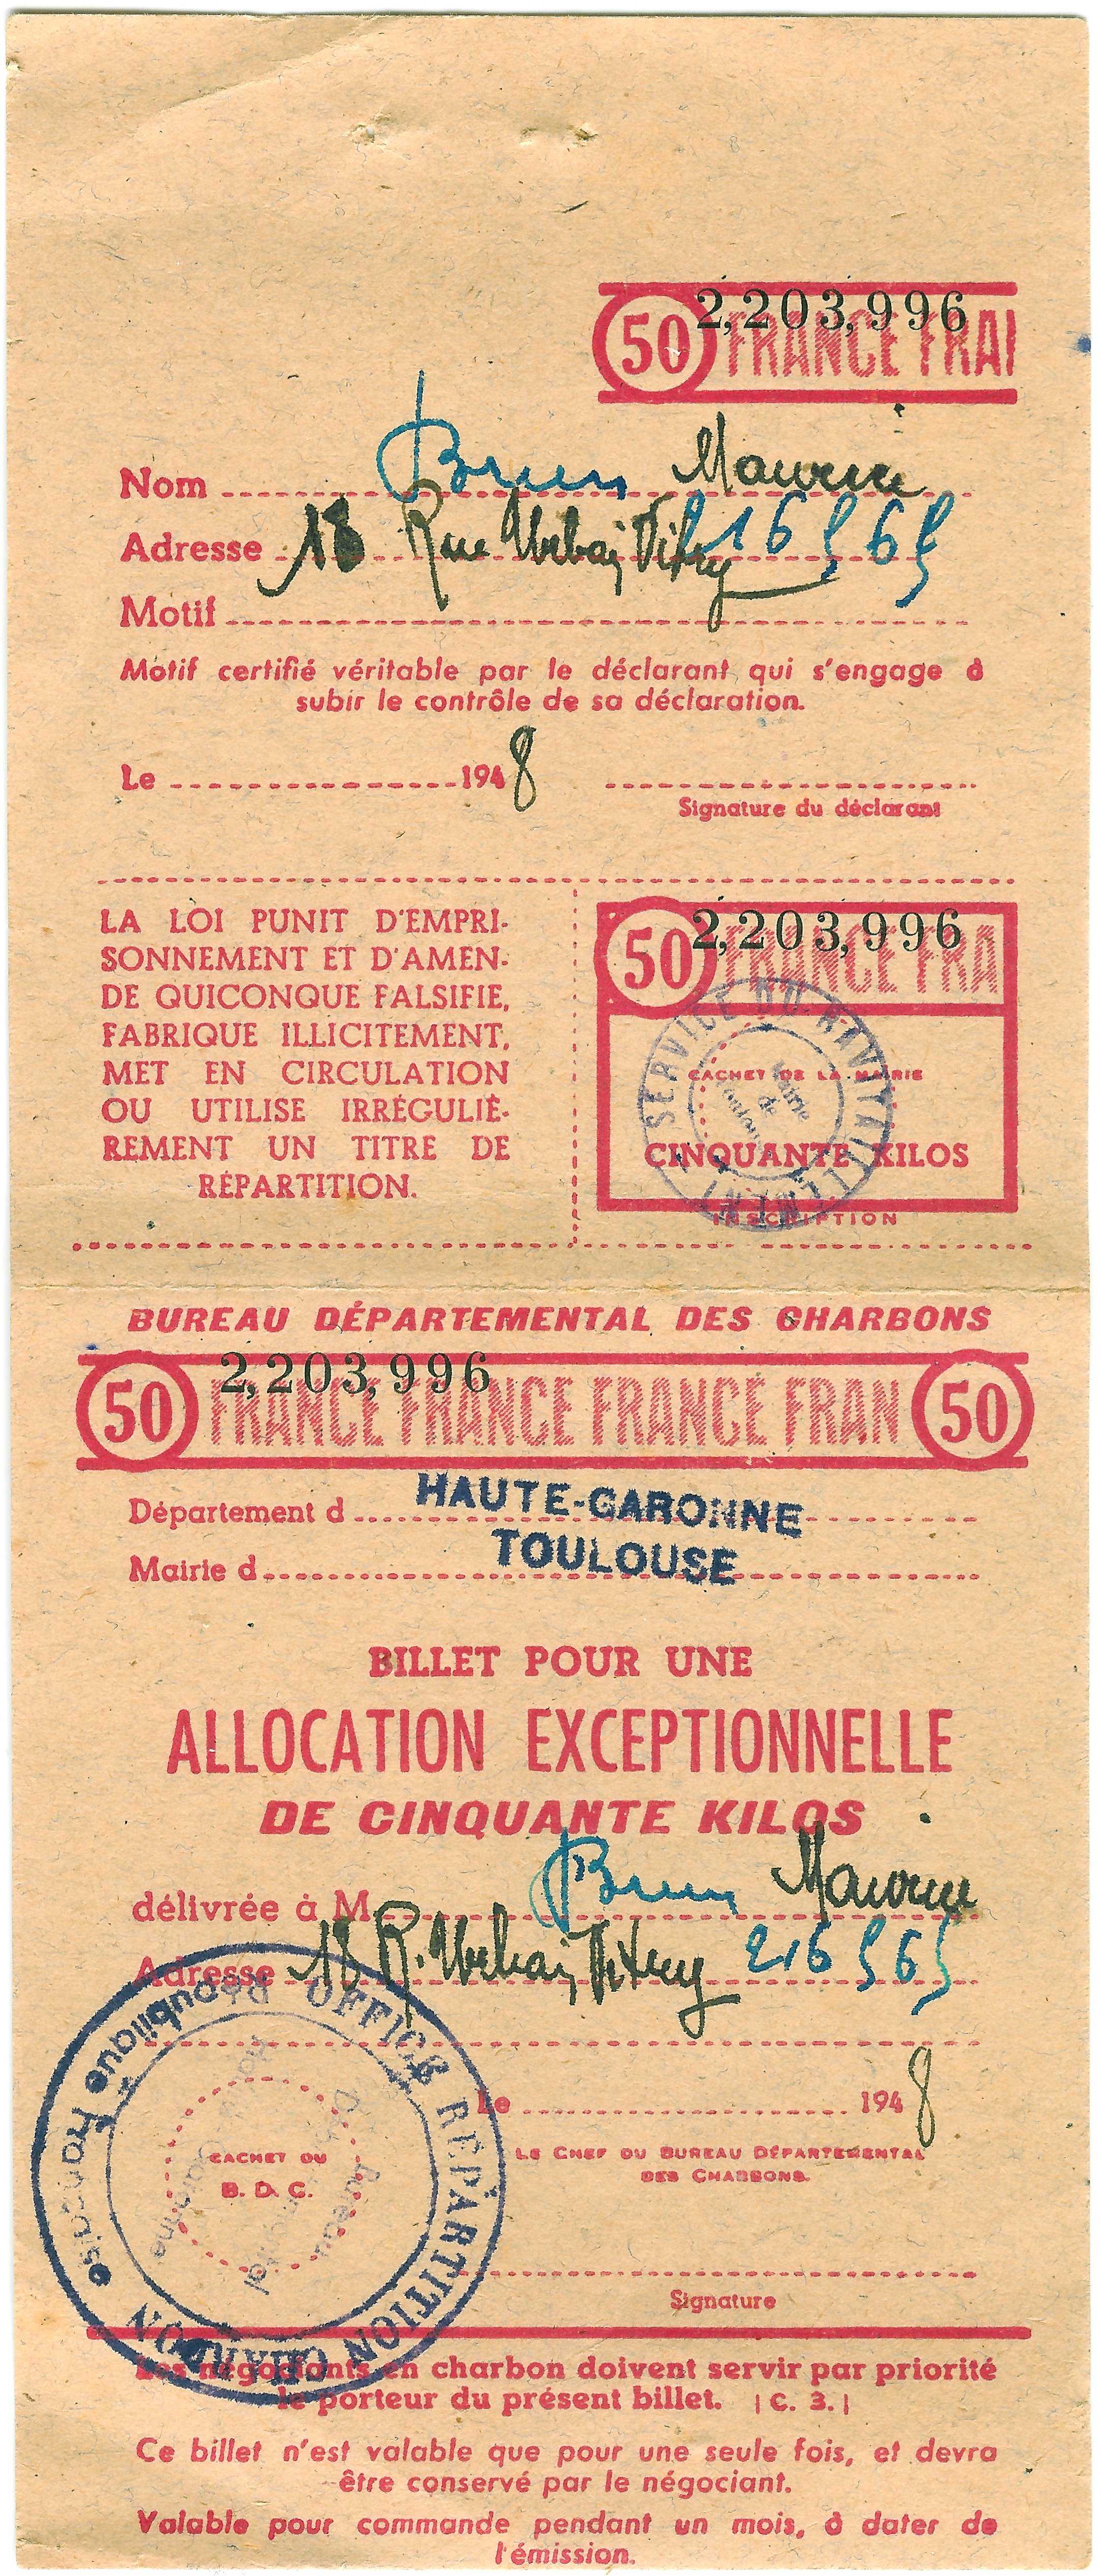 2,203,996
50 FRANCE FRAI
Nom Brun Maurice
Adresse 18 Rue Urbain Vitry 216565
Motif
Motif certifié véritable par le déclarant, qui s'engage à
subir le contrôle de sa déclaration.
Le 1948
Signature du déclarant
LA LOI PUNIT D'EMPRI-
SONNEMENT ET D'AMEN-
DE QUICONQUE FALSIFIE,
FABRIQUE ILLICITEMENT,
MET EN CIRCULATION
OU UTILISE IRRÉGULIÈ-
REMENT UN TITRE DE
RÉPARTITION.
2,203,996
50 FRANCE FRA
SERVICE DU RAVITAILLEMENT
Mairie de Toulouse
CACHET DE LA MAIRIE
CINQUANTE KILOS
INSCRIPTION
BUREAU DÉPARTEMENTAL DES CHARBONS
2,203,996
50 FRANCE FRANCE FRANCE FRAN 50
Département d HAUTE-GARONNE
Mairie d TOULOUSE
BILLET POUR UNE
ALLOCATION EXCEPTIONNELLE
DE CINQUANTE KILOS
délivrée à M. Brun Maurice
Adresse 18 R. Urbain Vitry 216565
République Française
OFFICE RÉPARTITION CHARBON
Le 1948
LE CHEF DU BUREAU DÉPARTEMENTAL
DES CHARBONS.
CACHET DU
B. D. C.
Signature
Les négociants en charbon doivent servir par priorité
le porteur du présent billet. (C. 3.)
Ce billet n'est valable que pour une seule fois, et devra
être conservé par le négociant.
Valable pour commande pendant un mois, à dater de
l'émission.